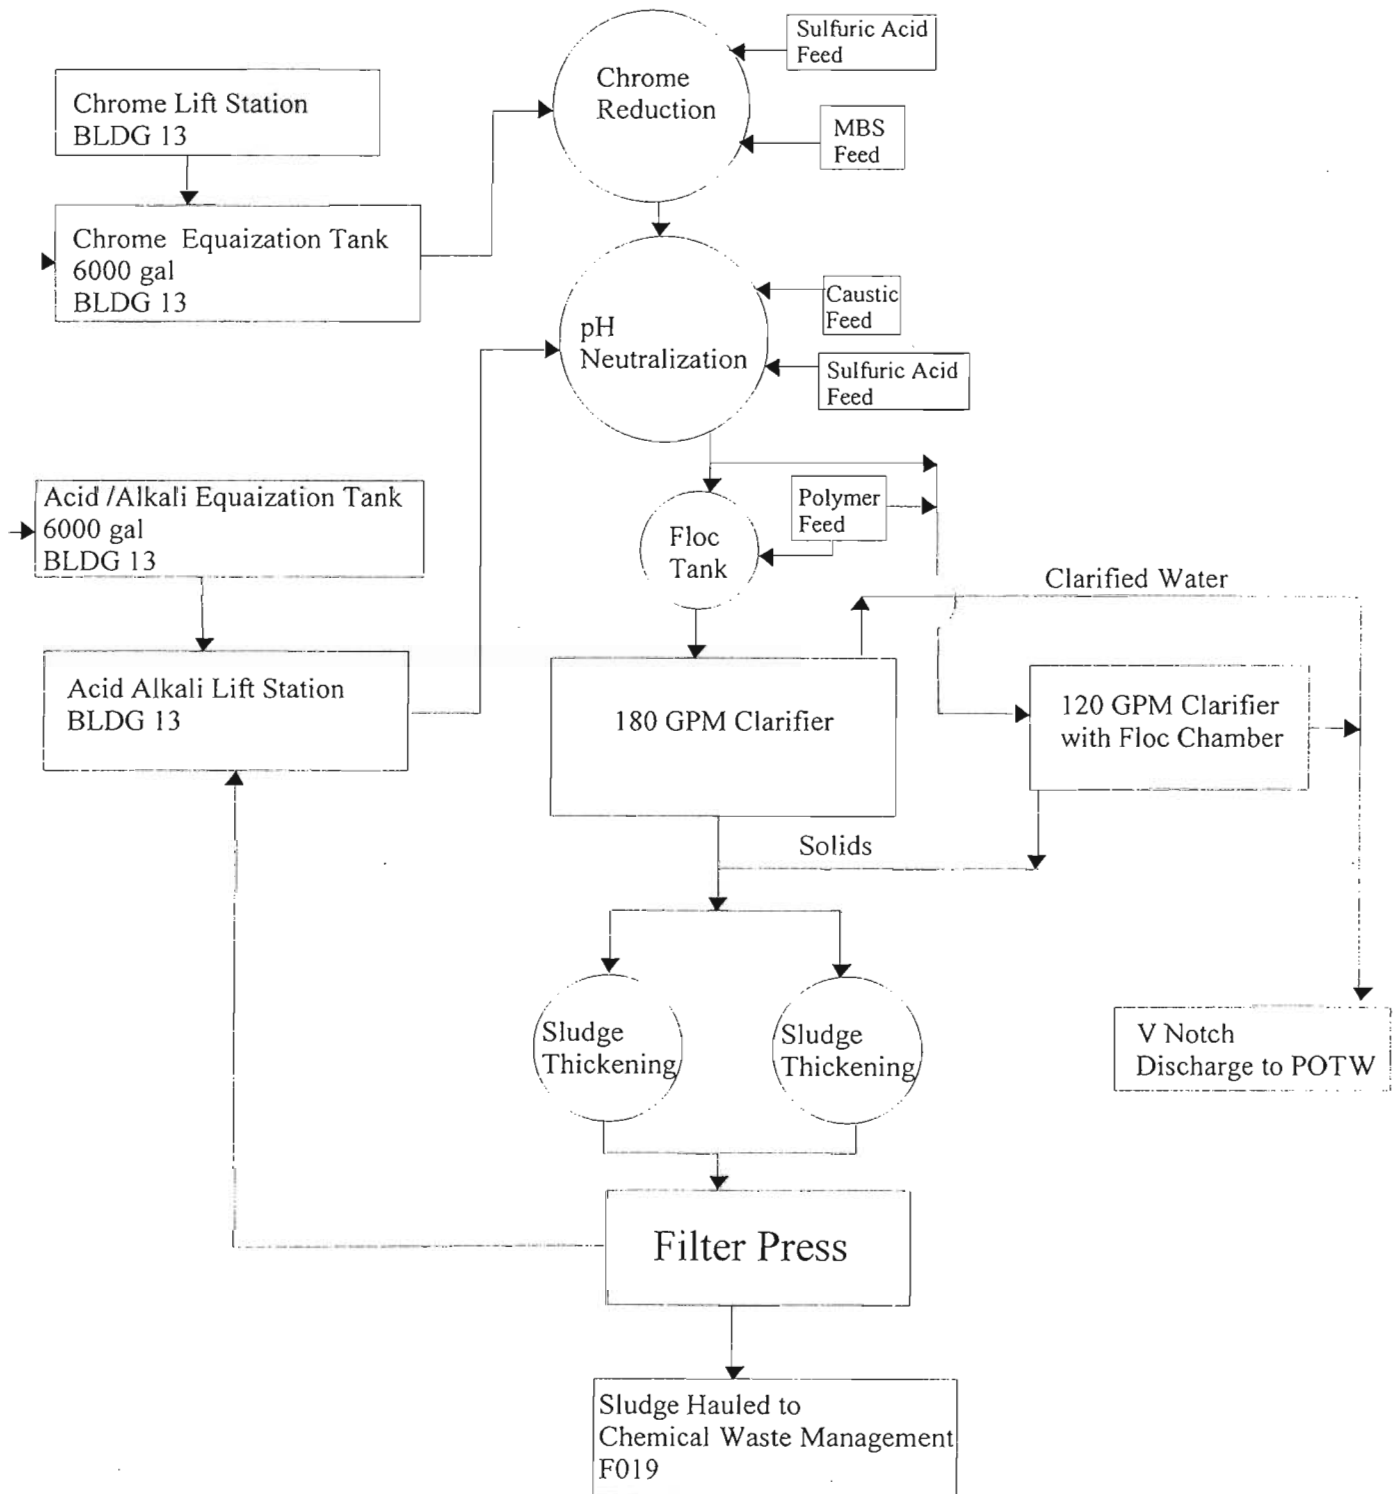 Sulfuric Acid
Feed
Chrome Lift Station
BLDG 13
Chrome
Reduction
MBS
Feed
Chrome Equaization Tank
6000 gal
BLDG 13
Caustic
Feed
pH
Neutralization
Sulfuric Acid
Feed
Acid /Alkali Equaization Tank
6000 gal
BLDG 13
Polymer
Feed
Floc
Tank
Clarified Water
Acid Alkali Lift Station
BLDG 13
180 GPM Clarifier
120 GPM Clarifier
with Floc Chamber
Solids
Sludge
Thickening
Sludge
Thickening
V Notch
Discharge to POTW
Filter Press
Sludge Hauled to
Chemical Waste Management
F019